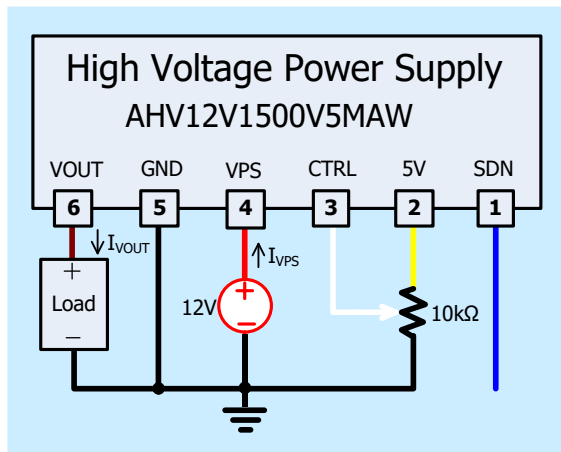 High Voltage Power Supply
AHV12V1500V5MAW
VOUT GND VPS CTRL 5V SDN
6 5 4 3 2 1
+ IVOUT IVPS
Load 12V + 10kΩ
− −